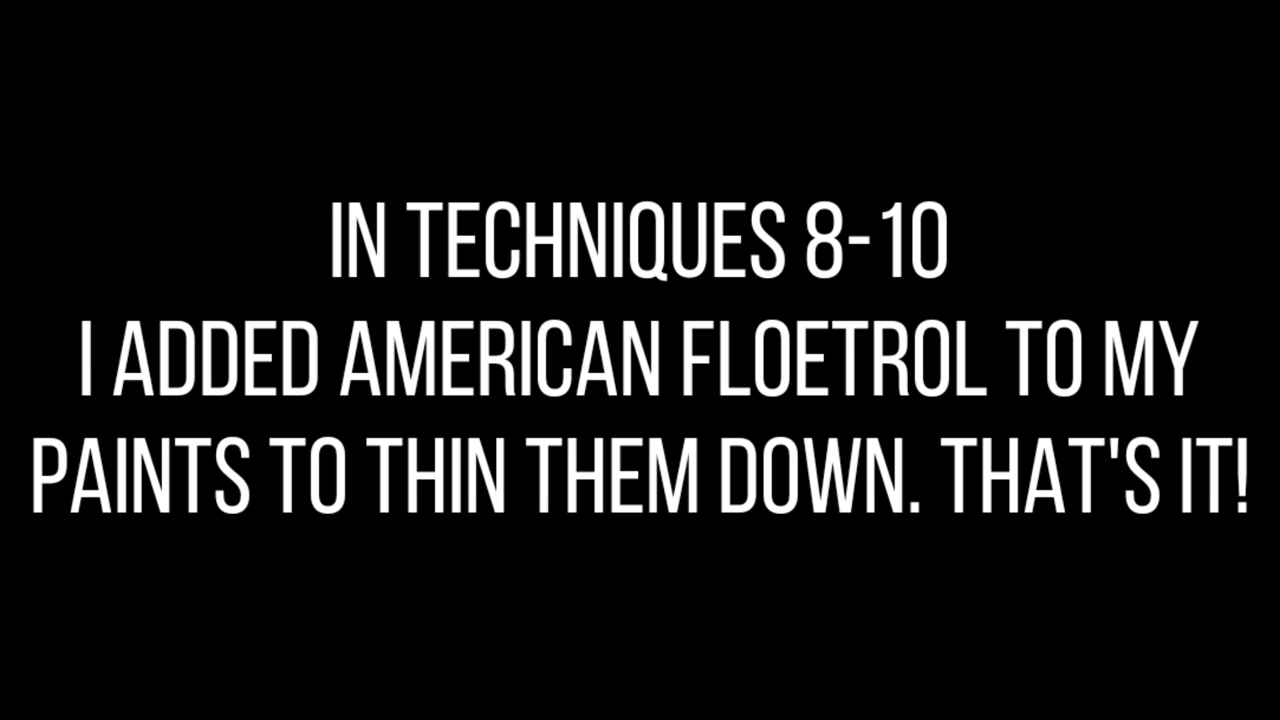 IN TECHNIQUES 8-10
I ADDED AMERICAN FLOETROL TO MY
PAINTS TO THIN THEM DOWN. THAT'S IT!